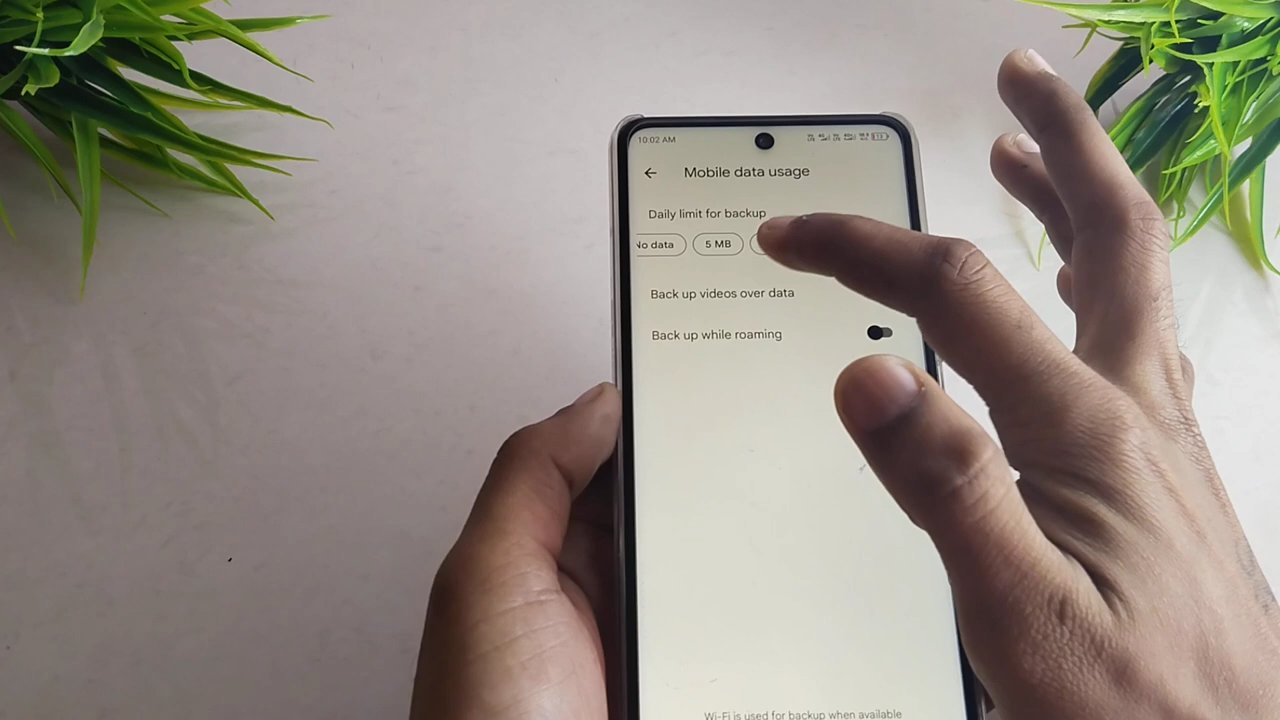 10:02 AM
Mobile data usage
Daily limit for backup
No data 5 MB
Back up videos over data
Back up while roaming
Wi-Fi is used for backup when available